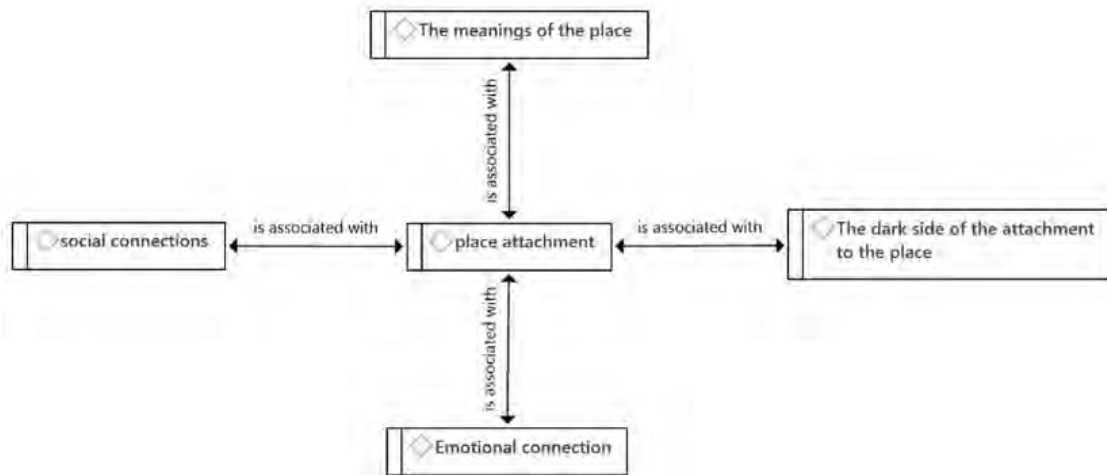 The meanings of the place
is associated with
social connections
is associated with
place attachment
is associated with
The dark side of the attachment
to the place
is associated with
Emotional connection